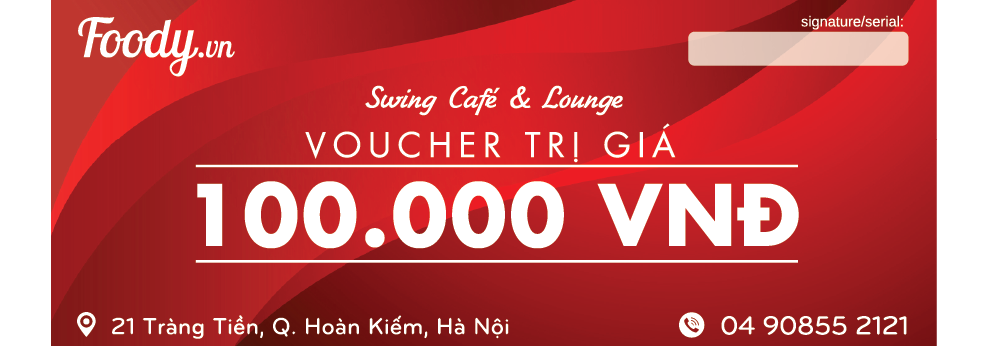 Foody.vn
signature/serial:
Swing Café & Lounge
VOUCHER TRỊ GIÁ
100.000 VNĐ
21 Tràng Tiền, Q. Hoàn Kiếm, Hà Nội
04 90855 2121